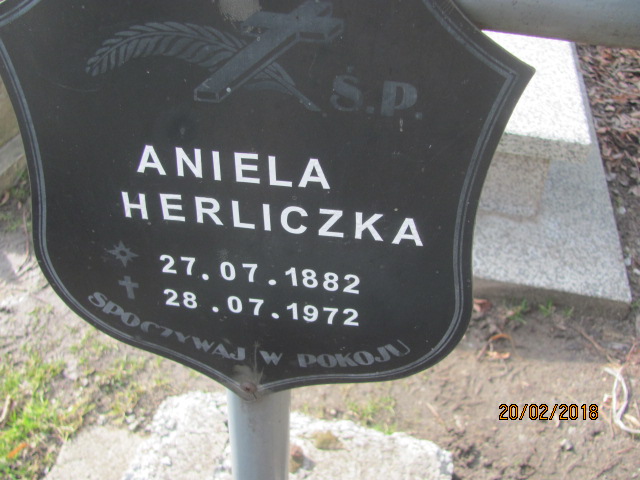 Ś.P.
ANIELA
HERLICZKA
27.07.1882
28.07.1972
SPOCZYWAJ W POKOJU
20/02/2018